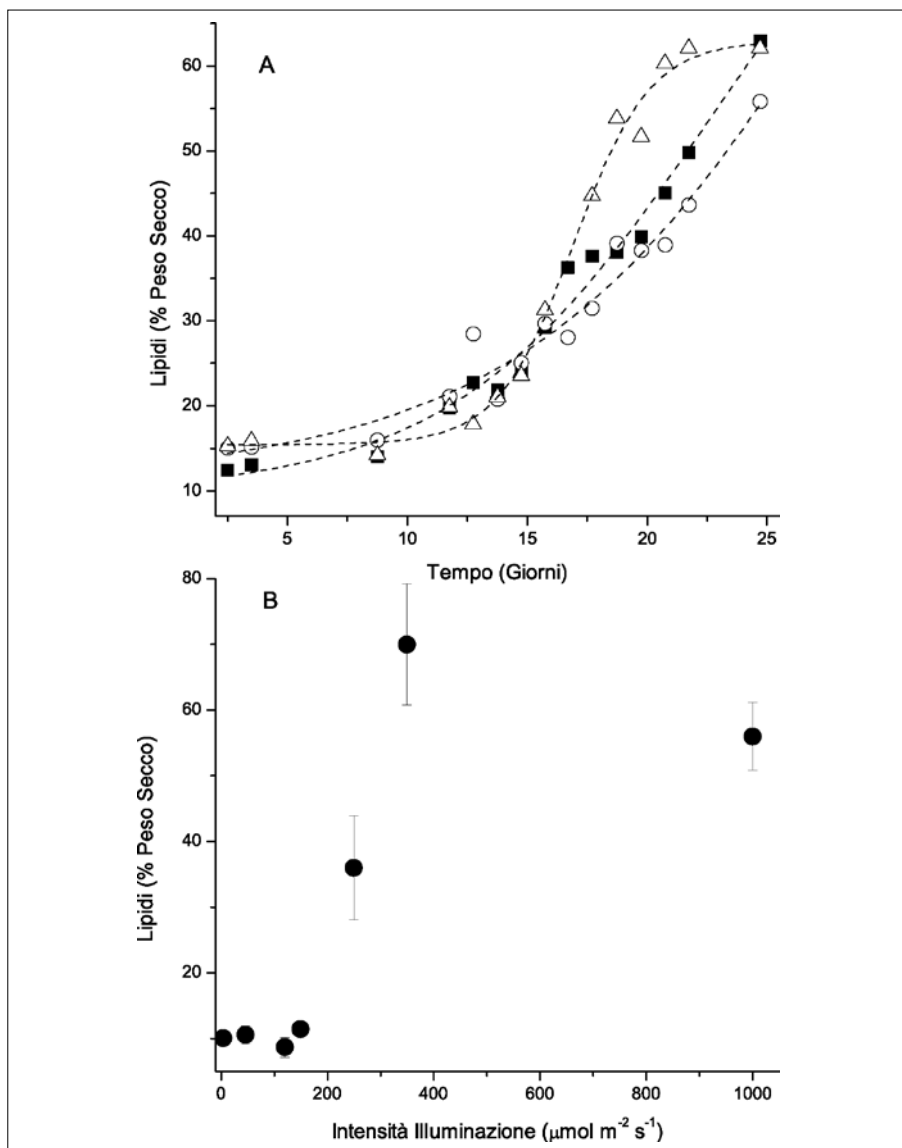 A
60
50
40
30
20
10
Lipidi (% Peso Secco)
5 10 15 20 25
Tempo (Giorni)
B
80
60
40
20
Lipidi (% Peso Secco)
0 200 400 600 800 1000
Intensità Illuminazione (μmol m⁻² s⁻¹)